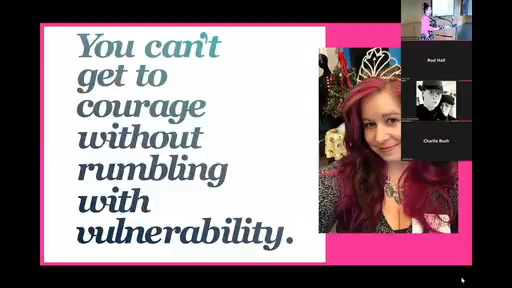 You can't
get to
courage
without
rumbling
with
vulnerability.
Rod Hall
Charlie Bush